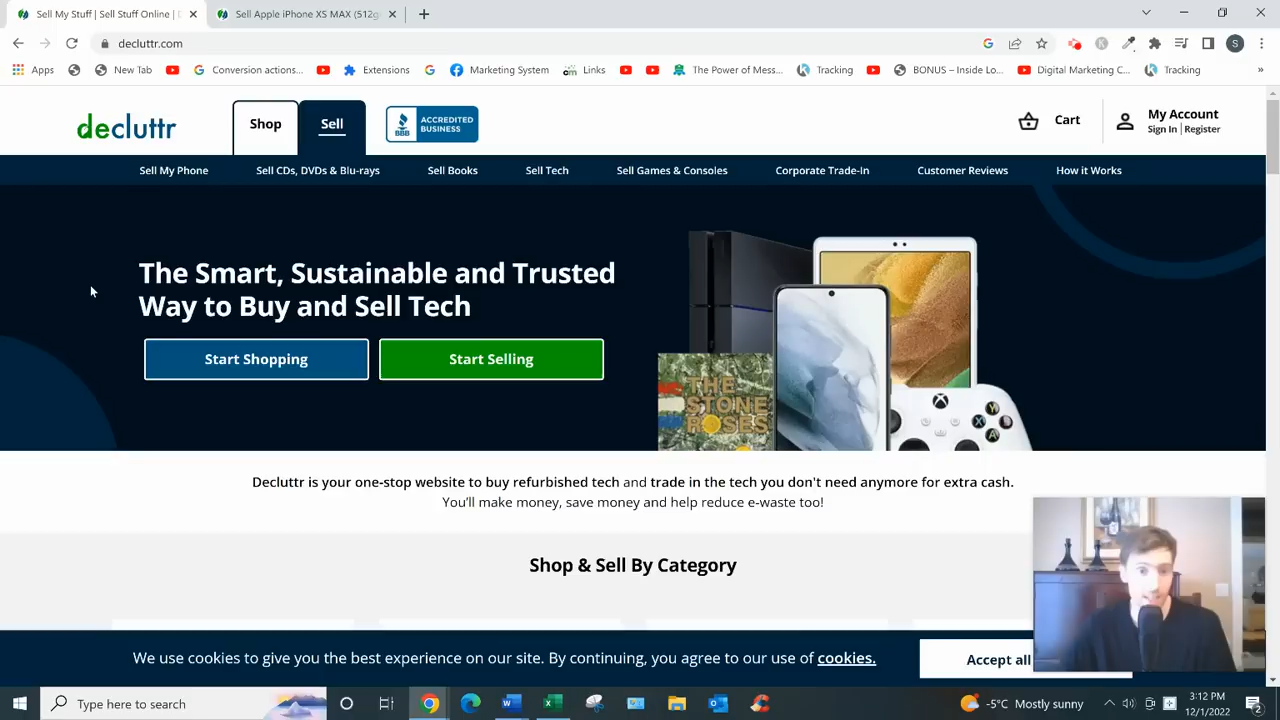 Sell My Stuff | Sell Stuff Online |
Sell Apple iPhone XS MAX (512g
decluttr.com
S
Apps
New Tab
Conversion actions...
Extensions
Marketing System
Links
The Power of Mess...
Tracking
BONUS – Inside Lo...
Digital Marketing C...
Tracking
decluttr
Shop
Sell
BBB
ACCREDITED
BUSINESS
Cart
My Account
Sign In | Register
Sell My Phone
Sell CDs, DVDs & Blu-rays
Sell Books
Sell Tech
Sell Games & Consoles
Corporate Trade-In
Customer Reviews
How it Works
The Smart, Sustainable and Trusted
Way to Buy and Sell Tech
Start Shopping
Start Selling
THE
STONE
ROSES
Y
X
A
Decluttr is your one-stop website to buy refurbished tech and trade in the tech you don't need anymore for extra cash.
You'll make money, save money and help reduce e-waste too!
Shop & Sell By Category
We use cookies to give you the best experience on our site. By continuing, you agree to our use of cookies.
Accept all
Type here to search
-5°C Mostly sunny
3:12 PM
12/1/2022
2